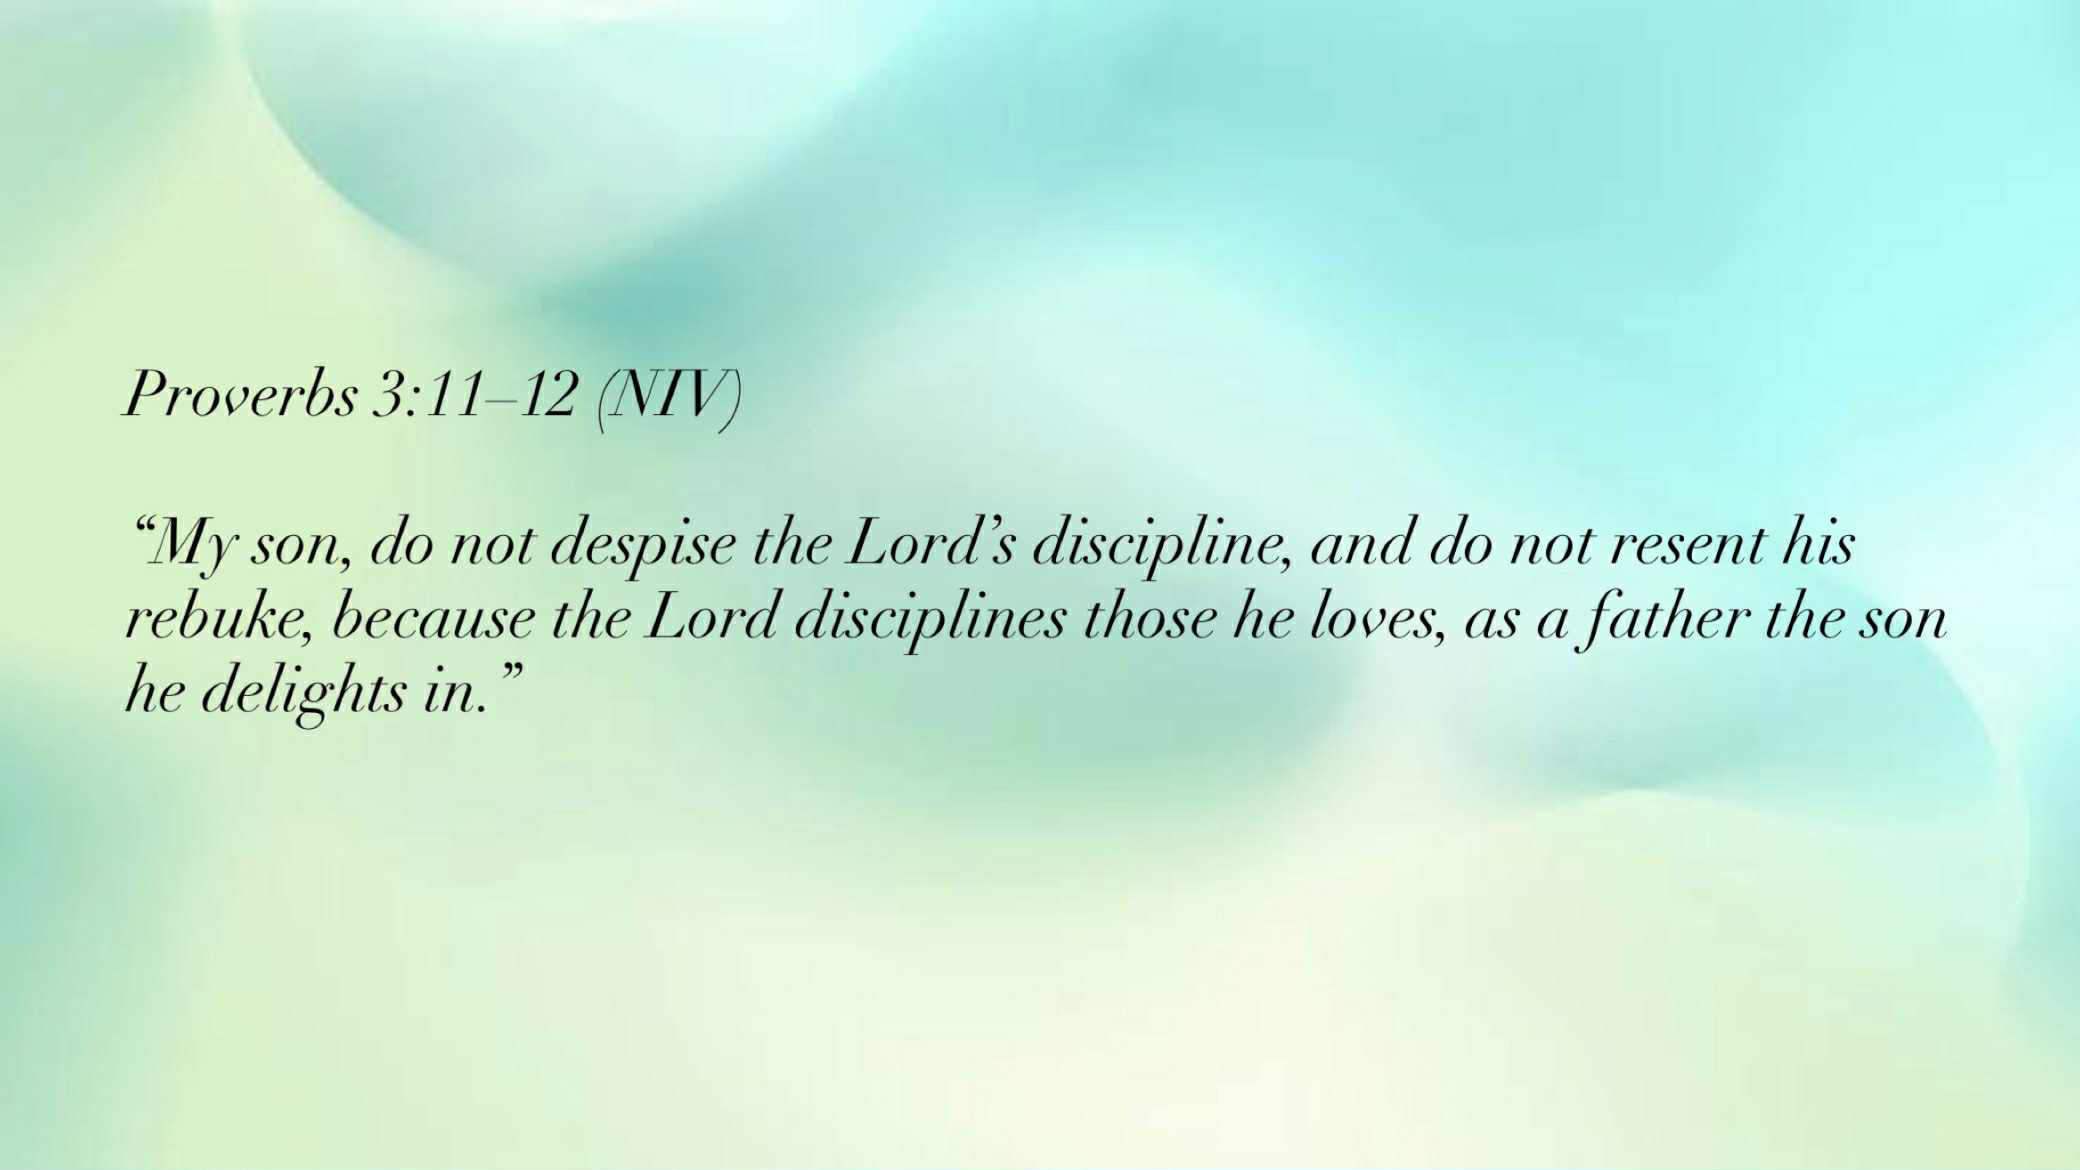 Proverbs 3:11–12 (NIV)
“My son, do not despise the Lord’s discipline, and do not resent his
rebuke, because the Lord disciplines those he loves, as a father the son
he delights in.”